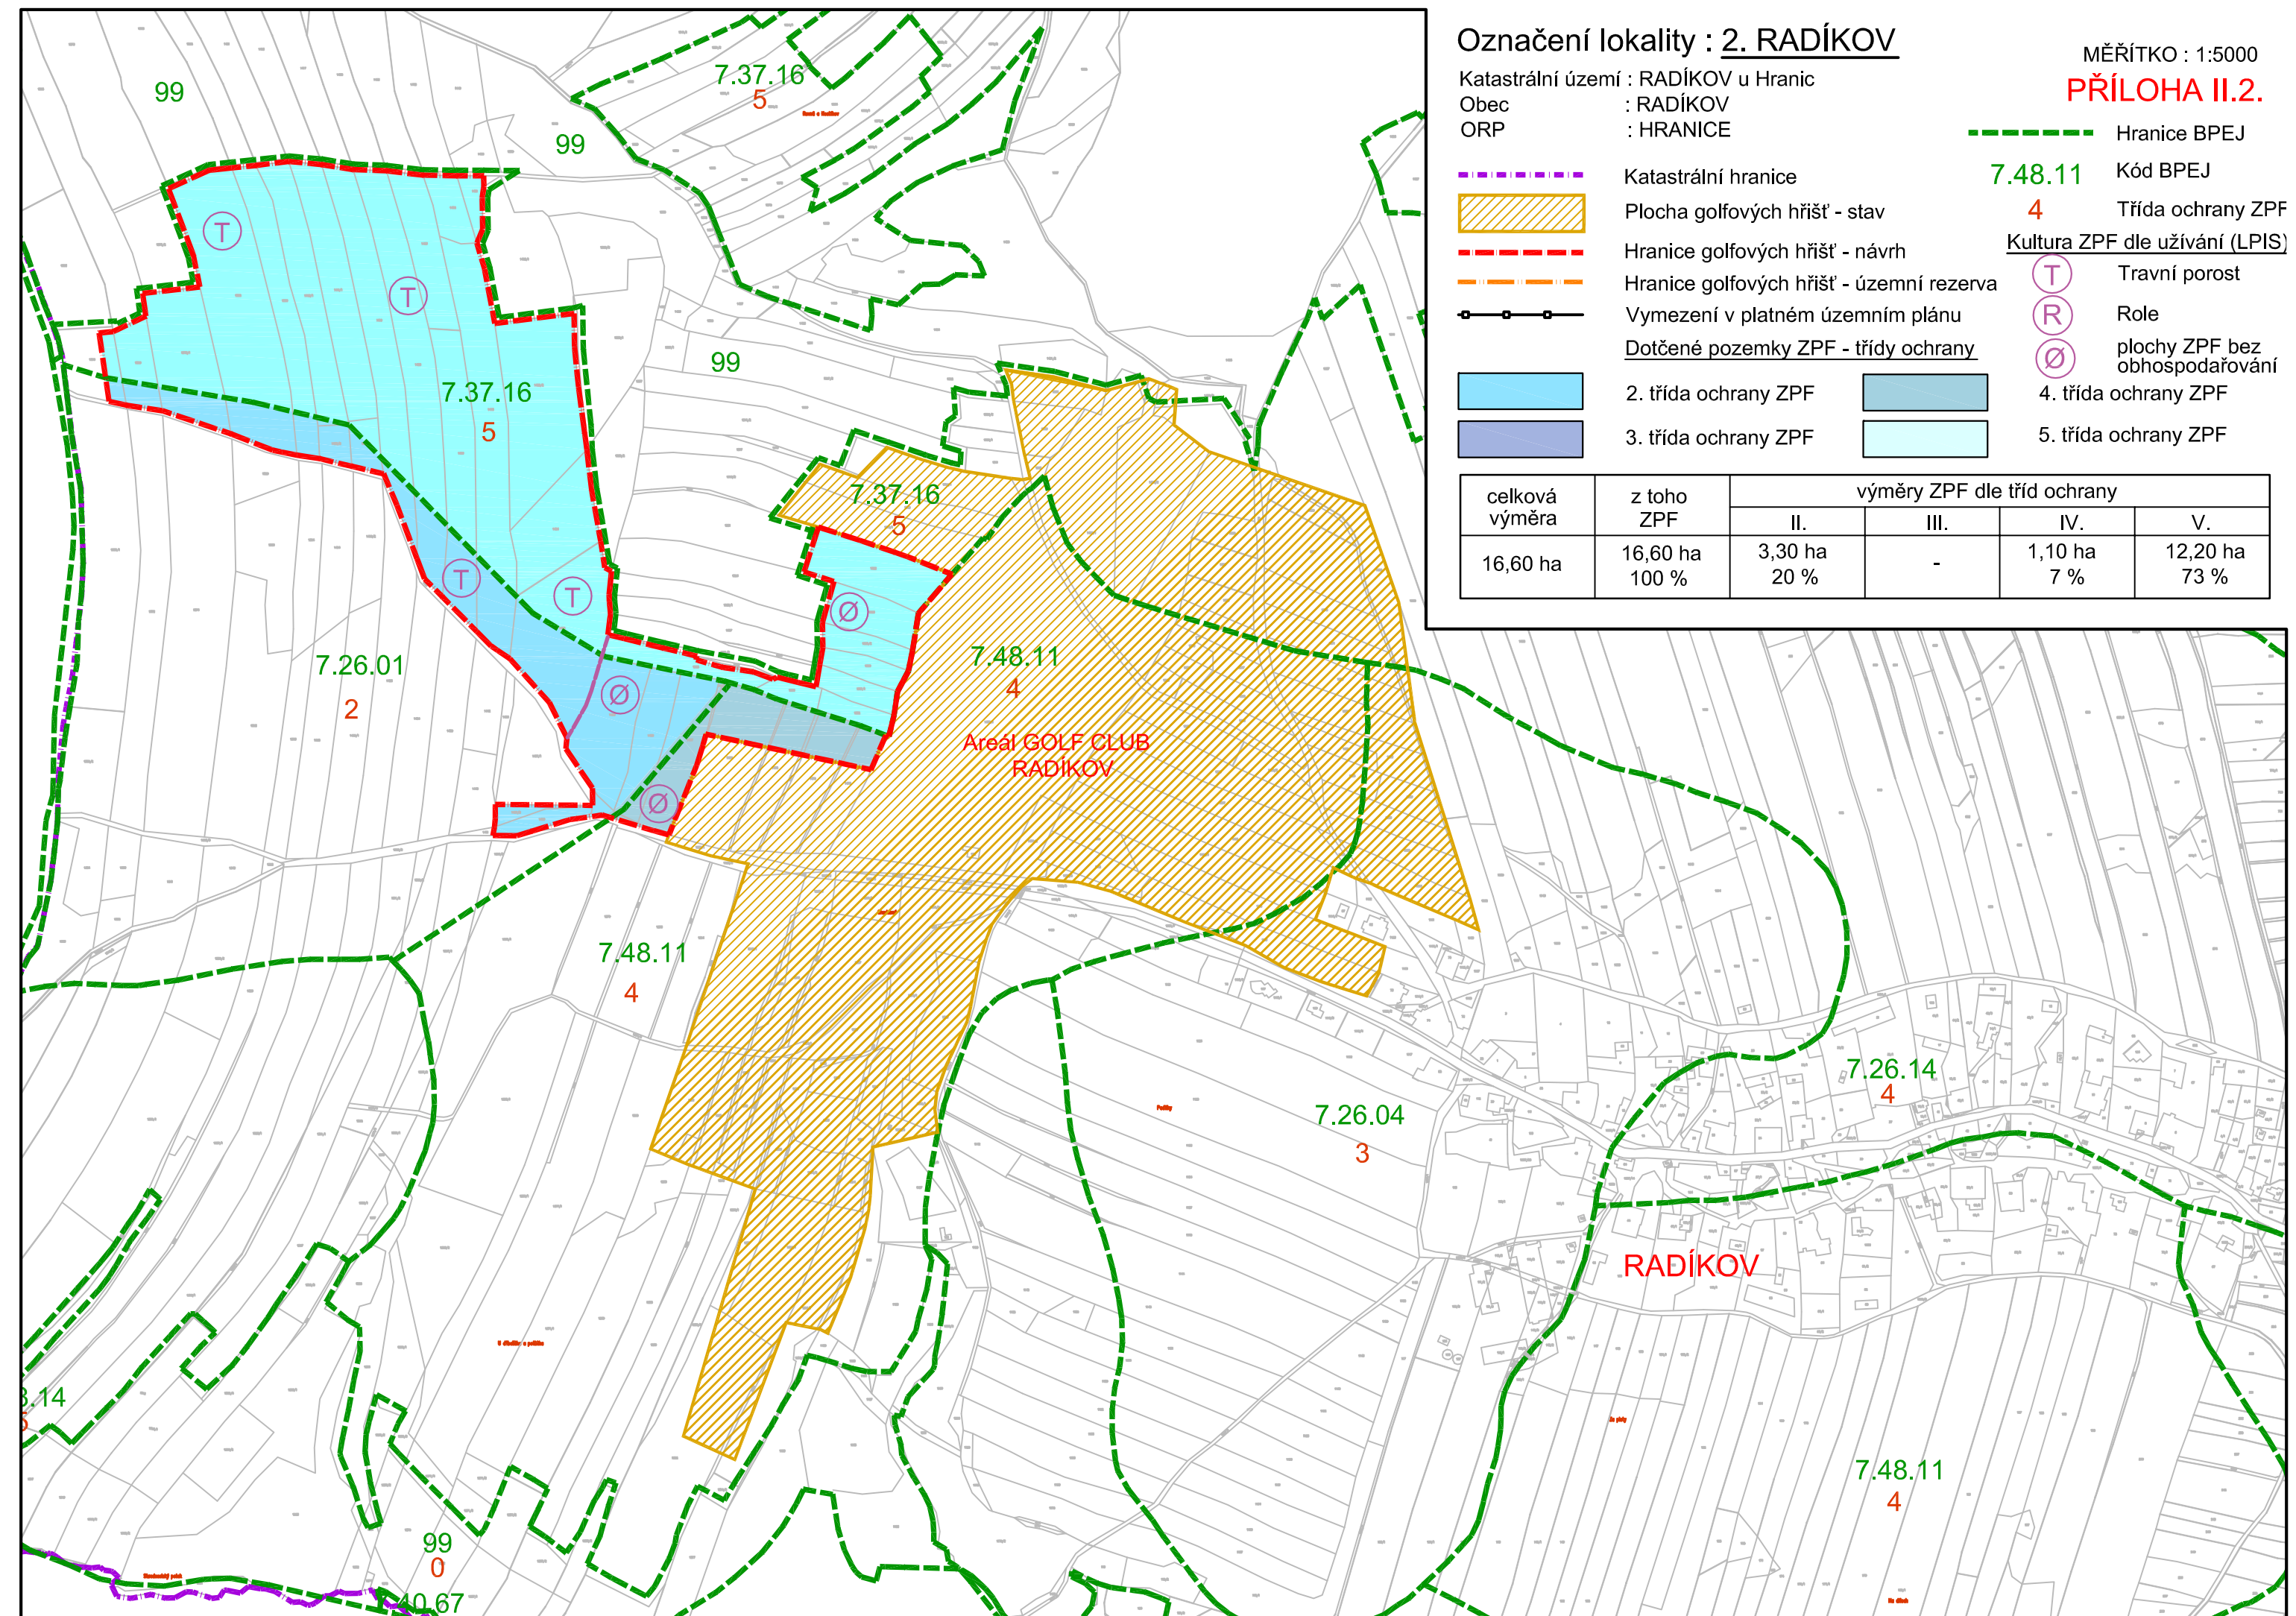 Označení lokality : 2. RADÍKOV
MĚŘÍTKO : 1:5000
PŘÍLOHA II.2.
Katastrální území : RADÍKOV u Hranic
Obec : RADÍKOV
ORP : HRANICE
Katastrální hranice
Plocha golfových hřišť - stav
Hranice golfových hřišť - návrh
Hranice golfových hřišť - územní rezerva
Vymezení v platném územním plánu
Dotčené pozemky ZPF - třídy ochrany
2. třída ochrany ZPF
3. třída ochrany ZPF
4. třída ochrany ZPF
5. třída ochrany ZPF
Hranice BPEJ
7.48.11 Kód BPEJ
4 Třída ochrany ZPF
Kultura ZPF dle užívání (LPIS)
T Travní porost
R Role
Ø plochy ZPF bez
obhospodařování
celková výměra
z toho ZPF
výměry ZPF dle tříd ochrany
II. III. IV. V.
16,60 ha
16,60 ha 3,30 ha - 1,10 ha 12,20 ha
100 % 20 % 7 % 73 %
99
7.37.16
5
99
T
T
7.37.16
5
99
7.37.16
5
T
T
Ø
7.26.01
2
Ø
7.48.11
4
Areál GOLF CLUB
RADÍKOV
Ø
7.48.11
4
7.26.14
4
7.26.04
3
RADÍKOV
.14
7.48.11
4
99
0
40.67